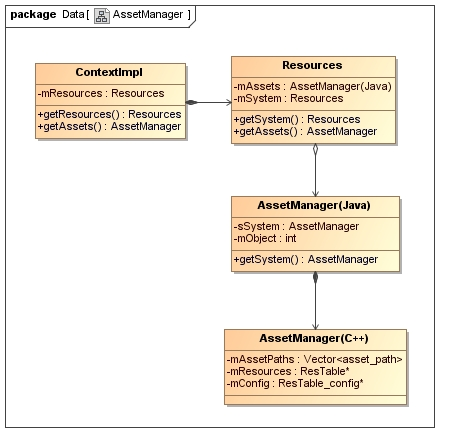 package Data [ AssetManager ]
ContextImpl
-mResources : Resources
+getResources() : Resources
+getAssets() : AssetManager
Resources
-mAssets : AssetManager(Java)
-mSystem : Resources
+getSystem() : Resources
+getAssets() : AssetManager
AssetManager(Java)
-sSystem : AssetManager
-mObject : int
+getSystem() : AssetManager
AssetManager(C++)
-mAssetPaths : Vector<asset_path>
-mResources : ResTable*
-mConfig : ResTable_config*